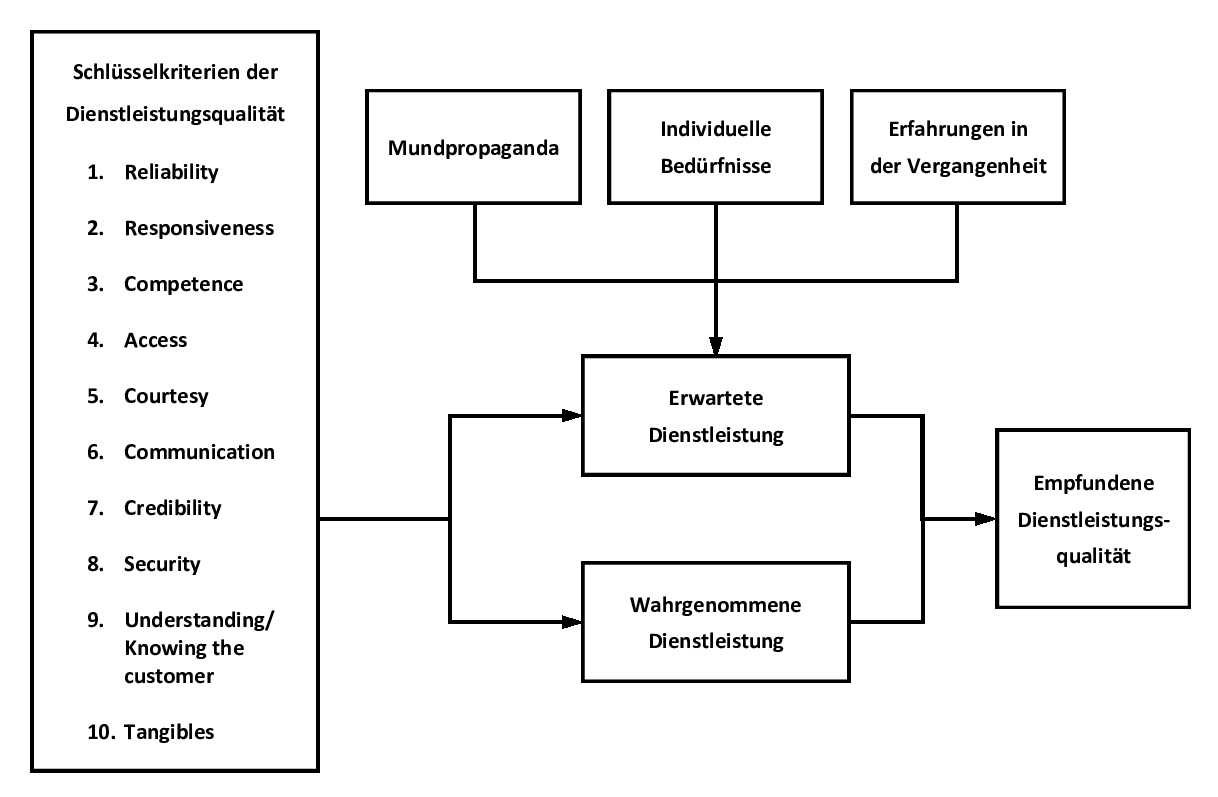 Schlüsselkriterien der
Dienstleistungsqualität
1. Reliability
2. Responsiveness
3. Competence
4. Access
5. Courtesy
6. Communication
7. Credibility
8. Security
9. Understanding/
Knowing the
customer
10. Tangibles
Mundpropaganda
Individuelle
Bedürfnisse
Erfahrungen in
der Vergangenheit
Erwartete
Dienstleistung
Wahrgenommene
Dienstleistung
Empfundene
Dienstleistungs-
qualität